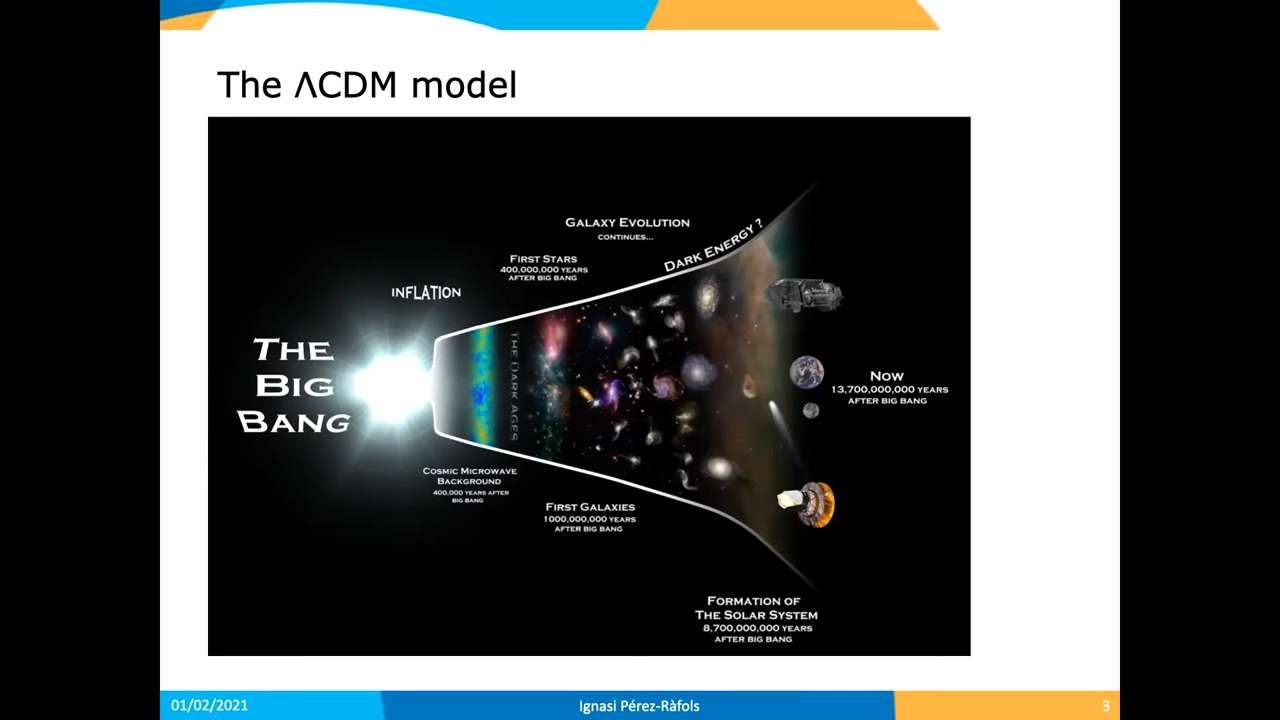 The ΛCDM model
GALAXY EVOLUTION
CONTINUES...
DARK ENERGY ?
FIRST STARS
400,000,000 YEARS
AFTER BIG BANG
INFLATION
THE
BIG
BANG
THE DARK AGES
NOW
13,700,000,000 YEARS
AFTER BIG BANG
COSMIC MICROWAVE
BACKGROUND
400,000 YEARS AFTER
BIG BANG
FIRST GALAXIES
1000,000,000 YEARS
AFTER BIG BANG
FORMATION OF
THE SOLAR SYSTEM
8,700,000,000 YEARS
AFTER BIG BANG
01/02/2021
Ignasi Pérez-Ràfols
3